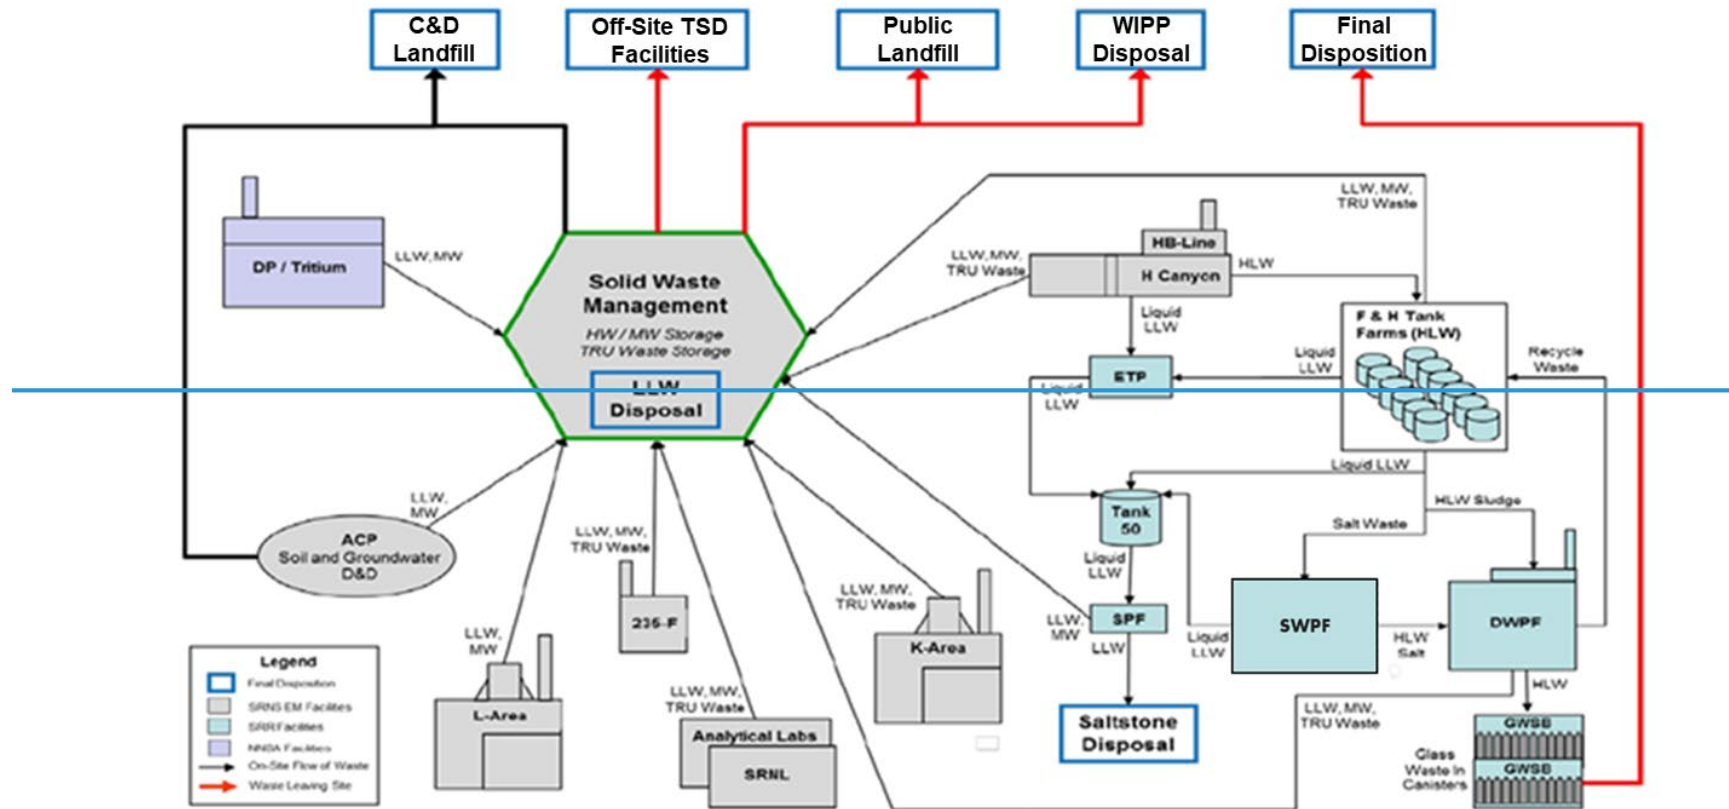 C&D
Landfill
Off-Site TSD
Facilities
Public
Landfill
WIPP
Disposal
Final
Disposition
DP / Tritium
LLW, MW
Solid Waste
Management
HW / MW Storage
TRU Waste Storage
LLW
Disposal
LLW, MW,
TRU Waste
LLW, MW,
TRU Waste
HB-Line
H Canyon
HLW
Liquid
LLW
F & H Tank
Farms (HLW)
ETP
Liquid
LLW
Recycle
Waste
Liquid
LLW
Liquid LLW
HLW Sludge
Salt Waste
Tank
50
Liquid
LLW
SPF
LLW,
MW
LLW
Liquid
LLW
SWPF
HLW
Salt
DWPF
HLW
LLW, MW,
TRU Waste
GWSB
GWSB
Glass
Waste In
Canisters
Saltstone
Disposal
LLW,
MW
ACP
Soil and Groundwater
D&D
LLW, MW,
TRU Waste
235-F
LLW,
MW
L-Area
LLW, MW,
TRU Waste
Analytical Labs
SRNL
LLW, MW,
TRU Waste
K-Area
Legend
Final Disposition
SRNS EM Facilities
SRR Facilities
NNSA Facilities
On-Site Flow of Waste
Waste Leaving Site